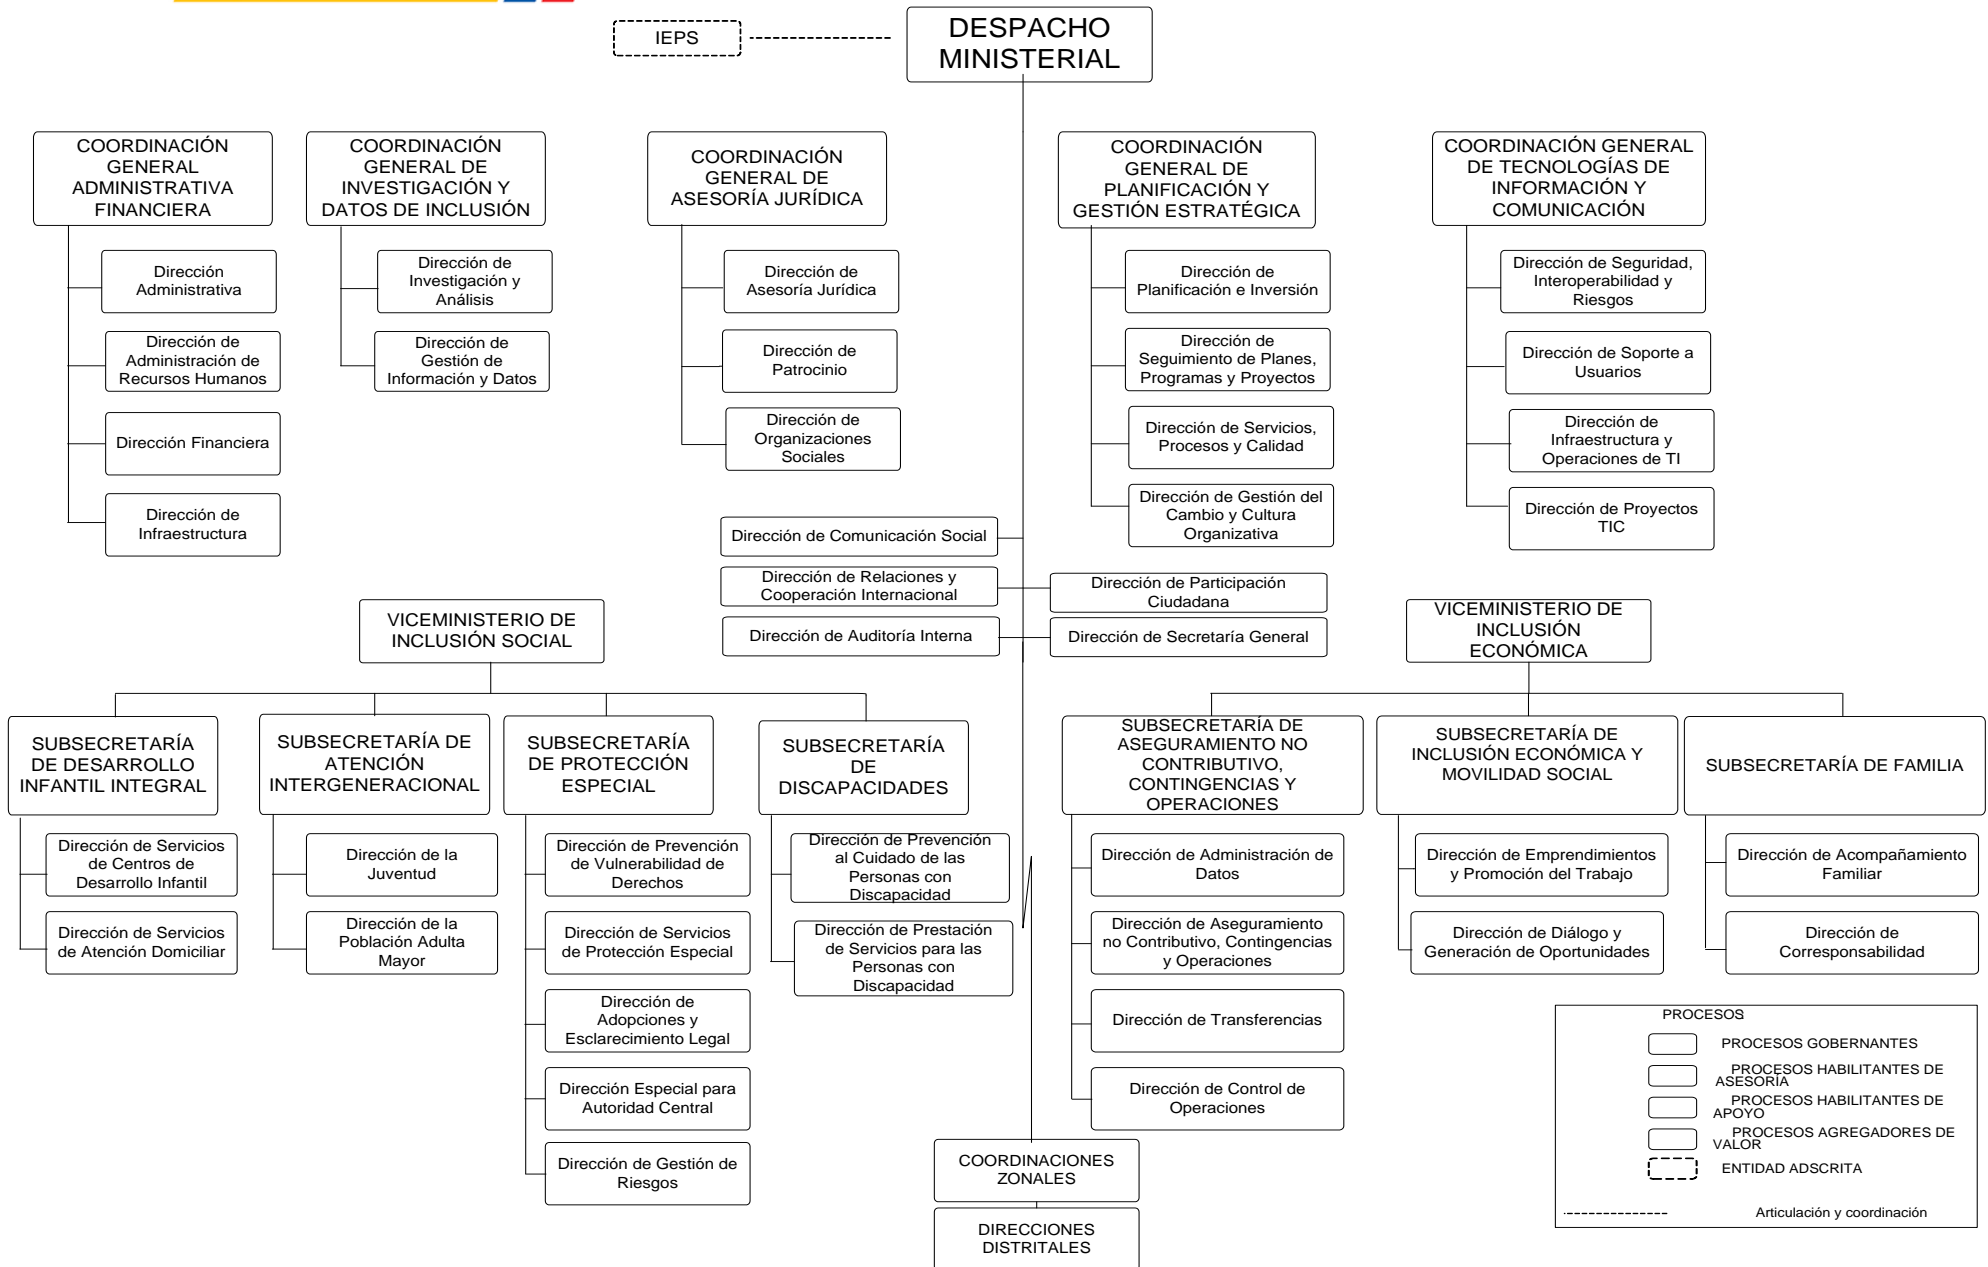 IEPS
DESPACHO
MINISTERIAL
COORDINACIÓN
GENERAL
ADMINISTRATIVA
FINANCIERA
COORDINACIÓN
GENERAL DE
INVESTIGACIÓN Y
DATOS DE INCLUSIÓN
COORDINACIÓN
GENERAL DE
ASESORÍA JURÍDICA
COORDINACIÓN
GENERAL DE
PLANIFICACIÓN Y
GESTIÓN ESTRATÉGICA
COORDINACIÓN GENERAL
DE TECNOLOGÍAS DE
INFORMACIÓN Y
COMUNICACIÓN
Dirección
Administrativa
Dirección de
Administración de
Recursos Humanos
Dirección Financiera
Dirección de
Infraestructura
Dirección de
Investigación y
Análisis
Dirección de
Gestión de
Información y Datos
Dirección de
Asesoría Jurídica
Dirección de
Patrocinio
Dirección de
Organizaciones
Sociales
Dirección de
Planificación e Inversión
Dirección de
Seguimiento de Planes,
Programas y Proyectos
Dirección de Servicios,
Procesos y Calidad
Dirección de Gestión del
Cambio y Cultura
Organizativa
Dirección de Seguridad,
Interoperabilidad y
Riesgos
Dirección de Soporte a
Usuarios
Dirección de
Infraestructura y
Operaciones de TI
Dirección de Proyectos
TIC
Dirección de Comunicación Social
Dirección de Relaciones y
Cooperación Internacional
Dirección de Participación
Ciudadana
Dirección de Auditoría Interna
Dirección de Secretaría General
VICEMINISTERIO DE
INCLUSIÓN SOCIAL
VICEMINISTERIO DE
INCLUSIÓN
ECONÓMICA
SUBSECRETARÍA
DE DESARROLLO
INFANTIL INTEGRAL
SUBSECRETARÍA DE
ATENCIÓN
INTERGENERACIONAL
SUBSECRETARÍA
DE PROTECCIÓN
ESPECIAL
SUBSECRETARÍA
DE
DISCAPACIDADES
SUBSECRETARÍA DE
ASEGURAMIENTO NO
CONTRIBUTIVO,
CONTINGENCIAS Y
OPERACIONES
SUBSECRETARÍA DE
INCLUSIÓN ECONÓMICA Y
MOVILIDAD SOCIAL
SUBSECRETARÍA DE FAMILIA
Dirección de Servicios
de Centros de
Desarrollo Infantil
Dirección de Servicios
de Atención Domiciliar
Dirección de la
Juventud
Dirección de la
Población Adulta
Mayor
Dirección de Prevención
de Vulnerabilidad de
Derechos
Dirección de Servicios
de Protección Especial
Dirección de
Adopciones y
Esclarecimiento Legal
Dirección Especial para
Autoridad Central
Dirección de Gestión de
Riesgos
Dirección de Prevención
al Cuidado de las
Personas con
Discapacidad
Dirección de Prestación
de Servicios para las
Personas con
Discapacidad
Dirección de Administración de
Datos
Dirección de Aseguramiento
no Contributivo, Contingencias
y Operaciones
Dirección de Transferencias
Dirección de Control de
Operaciones
Dirección de Emprendimientos
y Promoción del Trabajo
Dirección de Diálogo y
Generación de Oportunidades
Dirección de Acompañamiento
Familiar
Dirección de
Corresponsabilidad
COORDINACIONES
ZONALES
DIRECCIONES
DISTRITALES
PROCESOS:
PROCESOS GOBERNANTES
PROCESOS HABILITANTES DE
ASESORÍA
PROCESOS HABILITANTES DE
APOYO
PROCESOS AGREGADORES DE
VALOR
ENTIDAD ADSCRITA
Articulación y coordinación